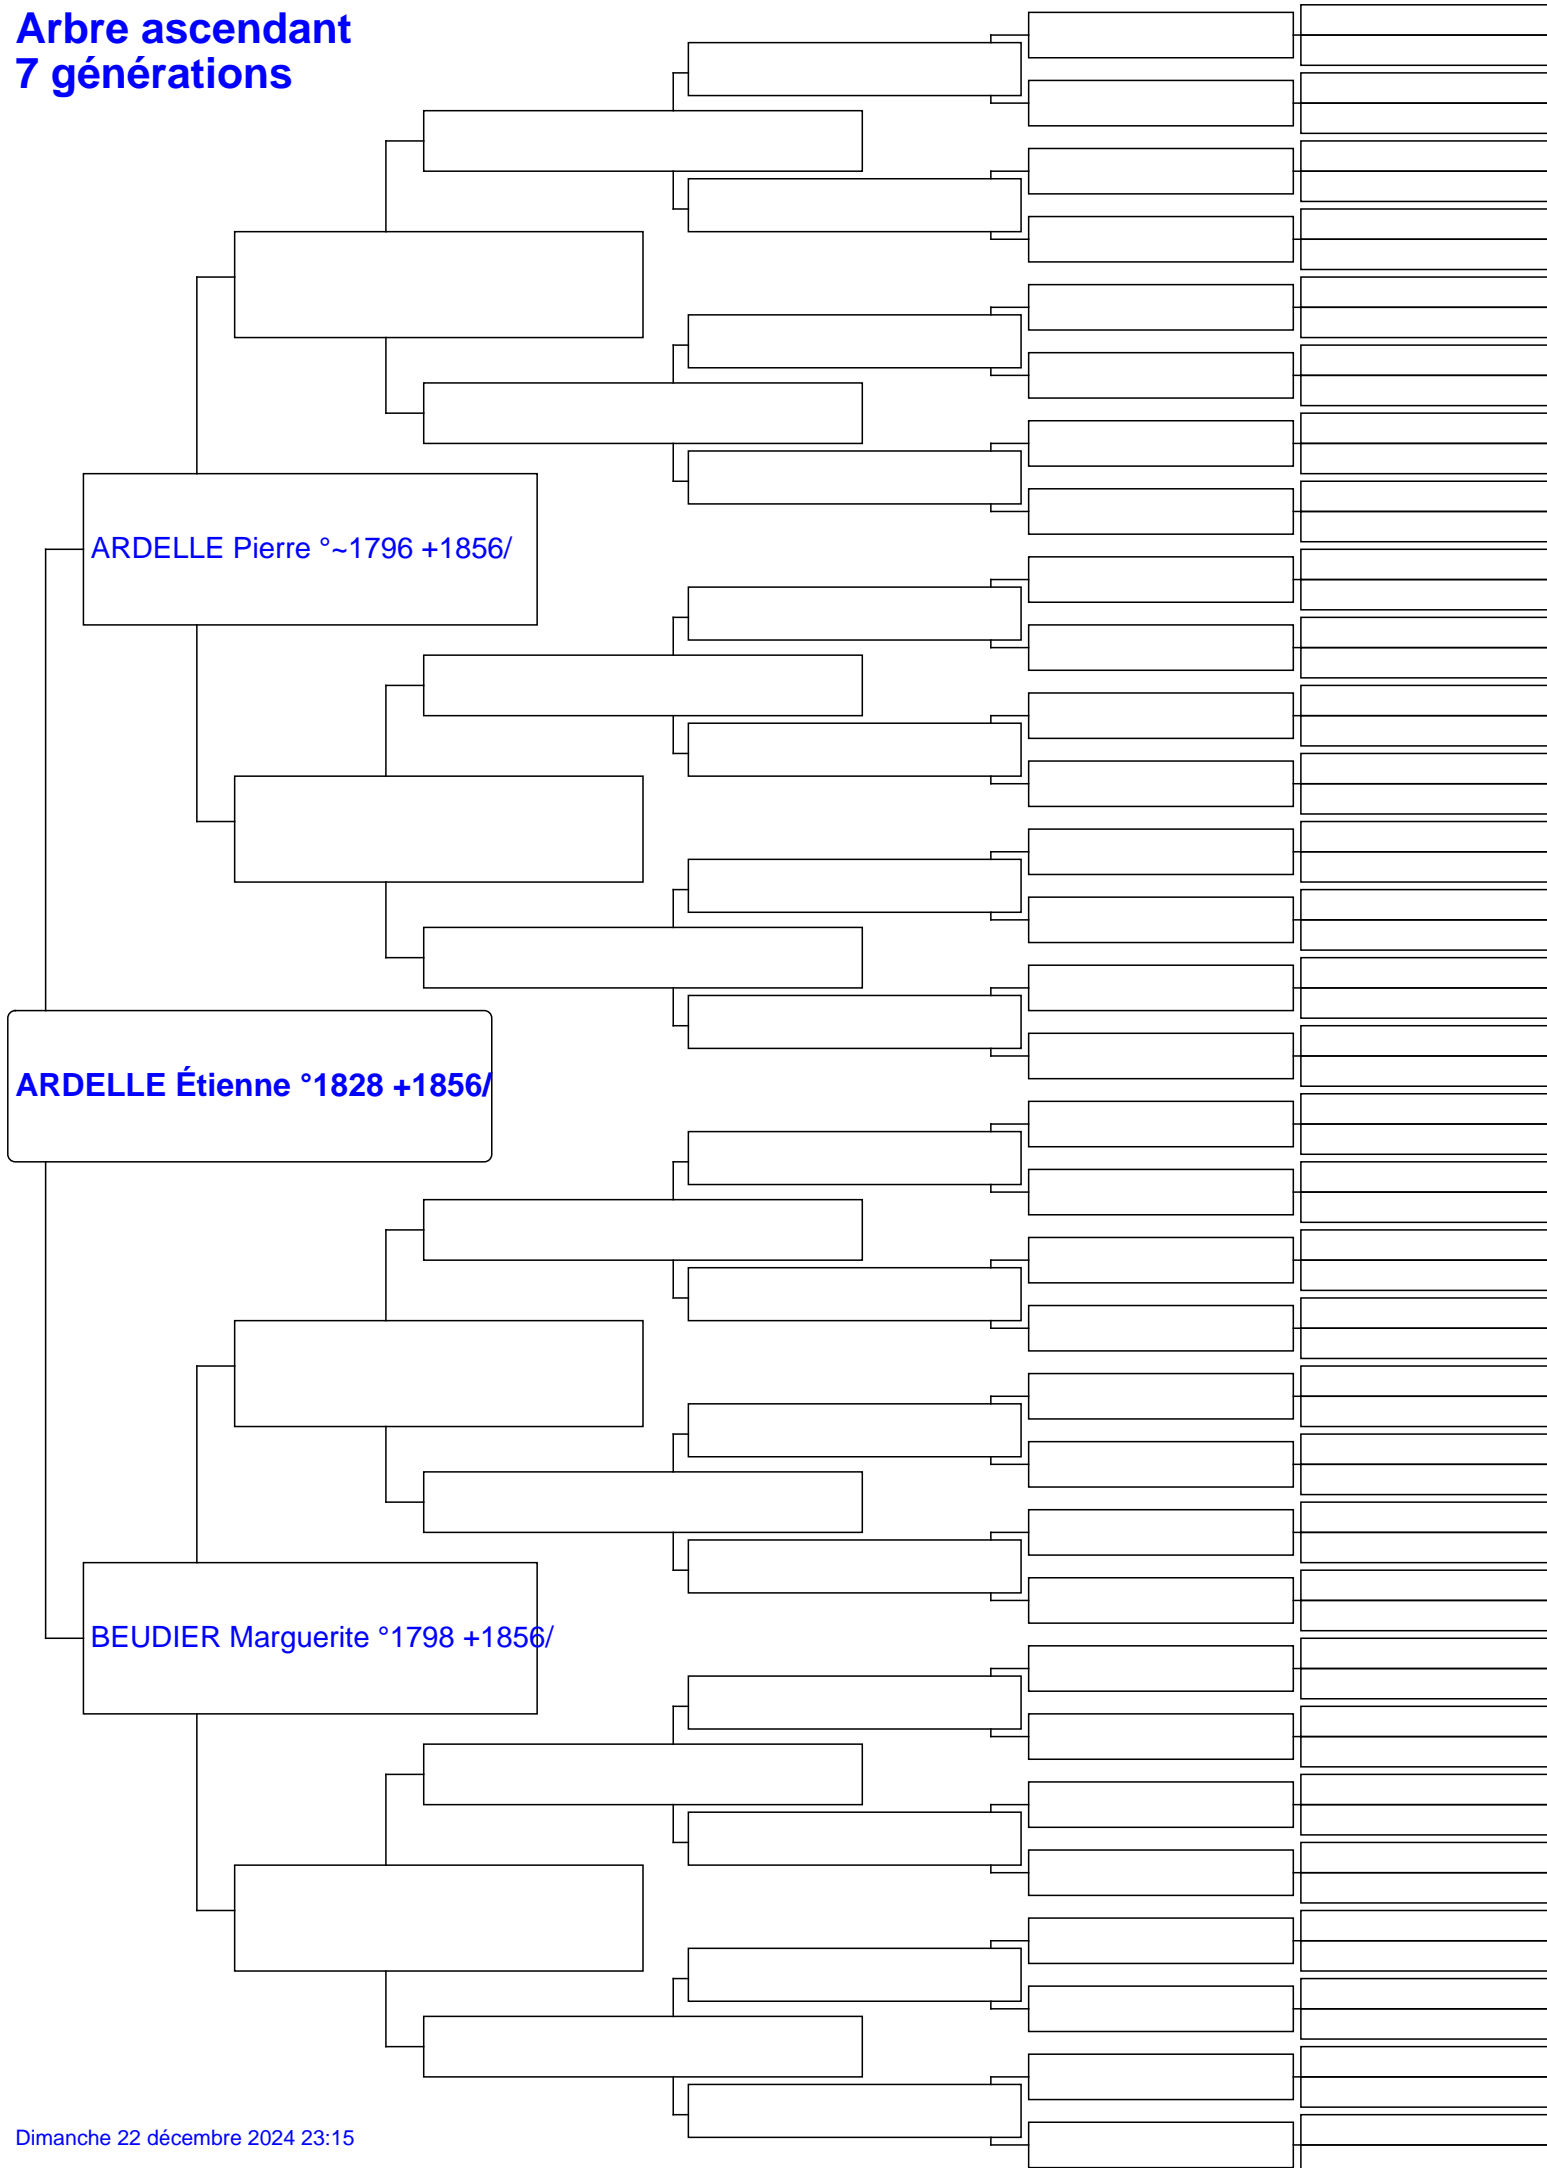 Arbre ascendant
7 générations
ARDELLE Pierre °~1796 +1856/
ARDELLE Étienne °1828 +1856/
BEUDIER Marguerite °1798 +1856/
Dimanche 22 décembre 2024 23:15